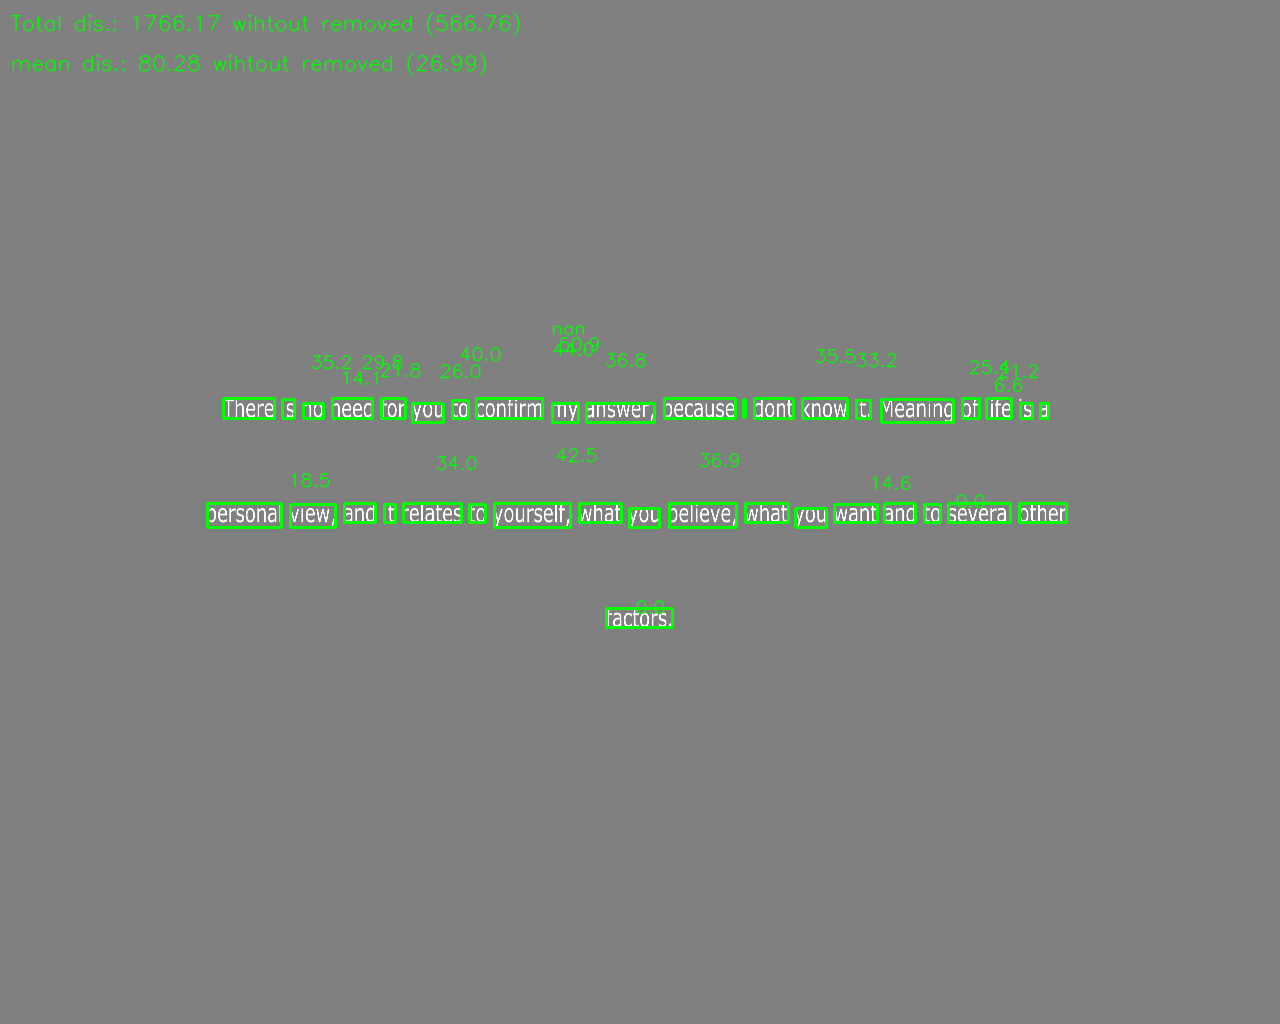 Total dis.: 1766.17 wihtout removed (566.76)
mean dis.: 80.28 wihtout removed (26.99)
nan
60.9
44.0
35.2 29.8 40.0 36.8 35.5 33.2
14.1 21.8 26.0 25.4 21.2
6.6
There is no need for you to confirm my answer, because I dont know it. Meaning of life is a
34.0 42.5 36.9
18.5 14.6
0.0
personal view, and it relates to yourself, what you believe, what you want and to several other
0.0
factors.